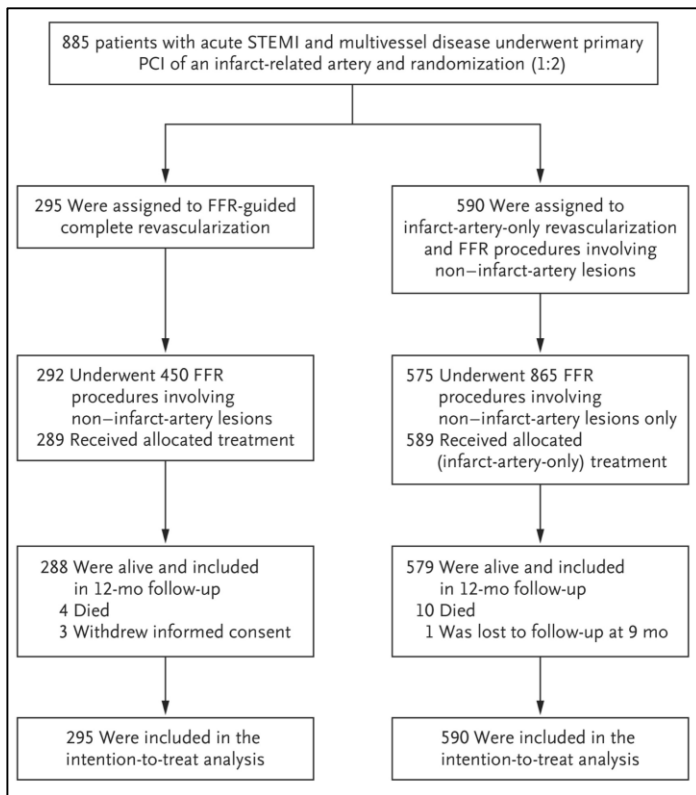 885 patients with acute STEMI and multivessel disease underwent primary
PCI of an infarct-related artery and randomization (1:2)
295 Were assigned to FFR-guided
complete revascularization
590 Were assigned to
infarct-artery-only revascularization
and FFR procedures involving
non–infarct-artery lesions
292 Underwent 450 FFR
procedures involving
non–infarct-artery lesions
289 Received allocated treatment
575 Underwent 865 FFR
procedures involving
non–infarct-artery lesions only
589 Received allocated
(infarct-artery-only) treatment
288 Were alive and included
in 12-mo follow-up
4 Died
3 Withdrew informed consent
579 Were alive and included
in 12-mo follow-up
10 Died
1 Was lost to follow-up at 9 mo
295 Were included in the
intention-to-treat analysis
590 Were included in the
intention-to-treat analysis